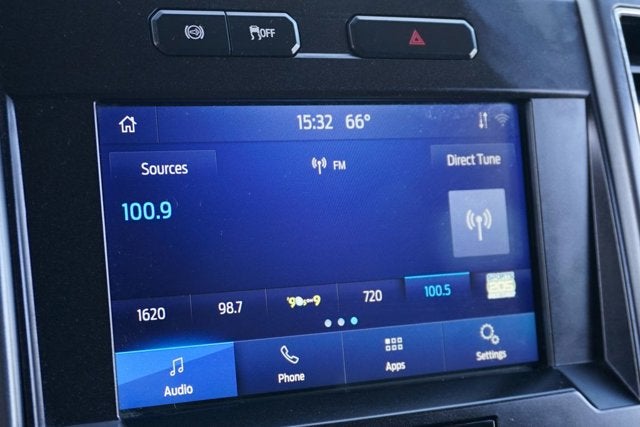 OFF
15:32 66°
Sources
FM
Direct Tune
100.9
1620 98.7 720 100.5
Audio Phone Apps Settings